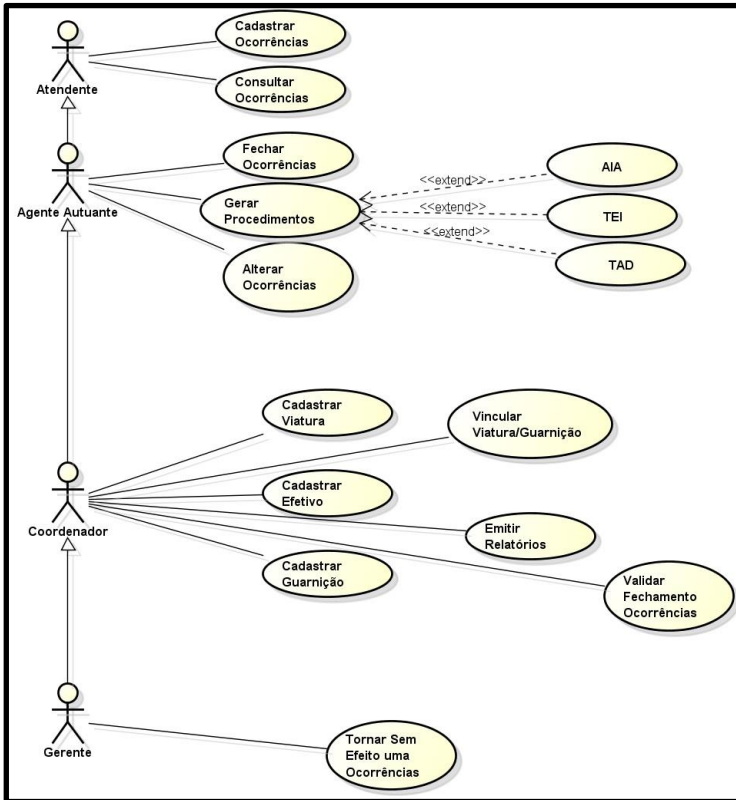 Cadastrar
Ocorrências
Atendente
Consultar
Ocorrências
Fechar
Ocorrências
Agente Autuante
Gerar
Procedimentos
<<extend>>
AIA
<<extend>>
TEI
<<extend>>
TAD
Alterar
Ocorrências
Cadastrar
Viatura
Vincular
Viatura/Guarnição
Cadastrar
Efetivo
Coordenador
Emitir
Relatórios
Cadastrar
Guarnição
Validar
Fechamento
Ocorrências
Gerente
Tornar Sem
Efeito uma
Ocorrências